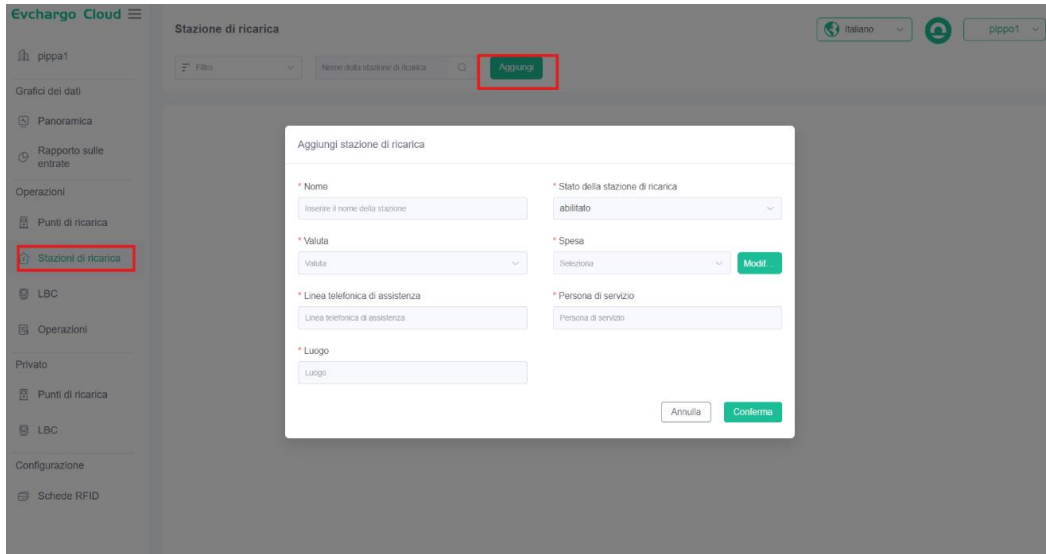 Evchargo Cloud
Stazione di ricarica
Italiano
pippo1
pippa1
Filtro
Nome della stazione di ricarica
Aggiungi
Grafici dei dati
Panoramica
Rapporto sulle
entrate
Operazioni
Punti di ricarica
Stazioni di ricarica
LBC
Operazioni
Privato
Punti di ricarica
LBC
Configurazione
Schede RFID
Aggiungi stazione di ricarica
* Nome
* Stato della stazione di ricarica
Inserire il nome della stazione
abilitato
* Valuta
* Spesa
Valuta
Seleziona
Modif...
* Linea telefonica di assistenza
* Persona di servizio
Linea telefonica di assistenza
Persona di servizio
* Luogo
Luogo
Annulla
Conferma